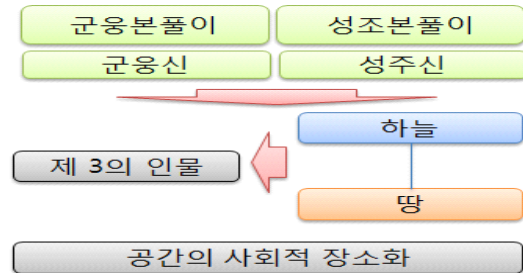 군웅본풀이 성조본풀이
군웅신 성주신
하늘
제 3의 인물
땅
공간의 사회적 장소화